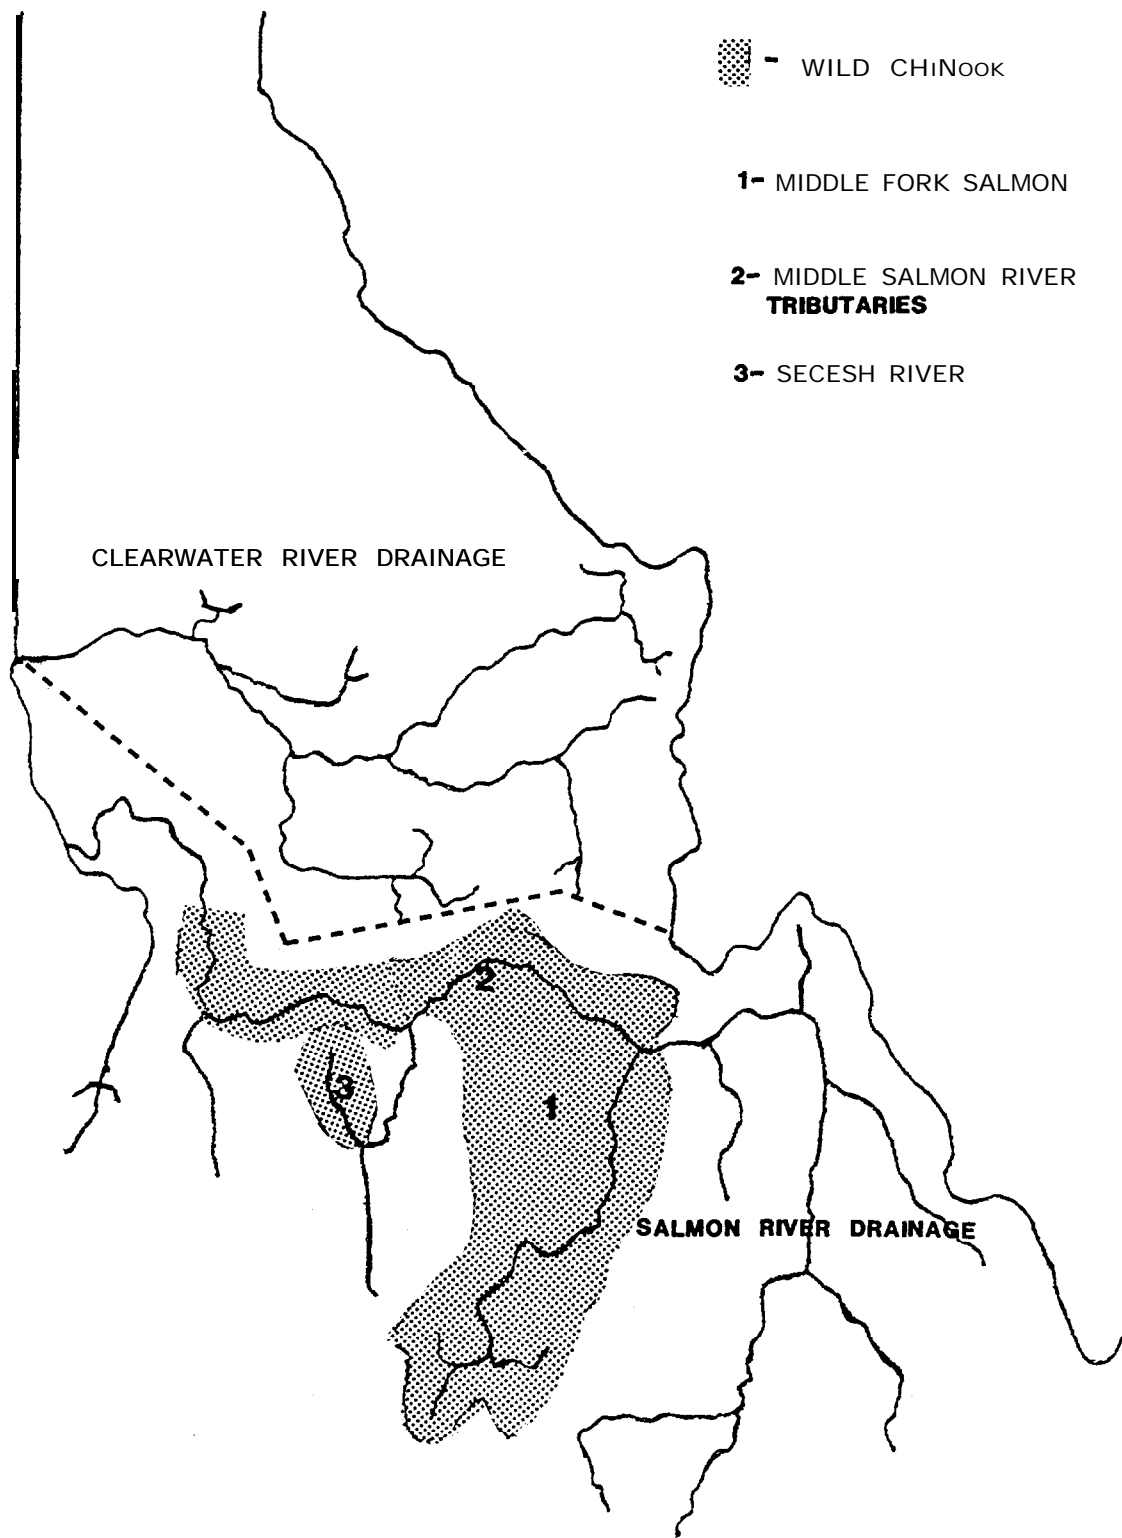 - WILD CHiNOOK
1- MIDDLE FORK SALMON
2- MIDDLE SALMON RIVER
TRIBUTARIES
3- SECESH RIVER
CLEARWATER RIVER DRAINAGE
2
3
1
SALMON RIVER DRAINAGE